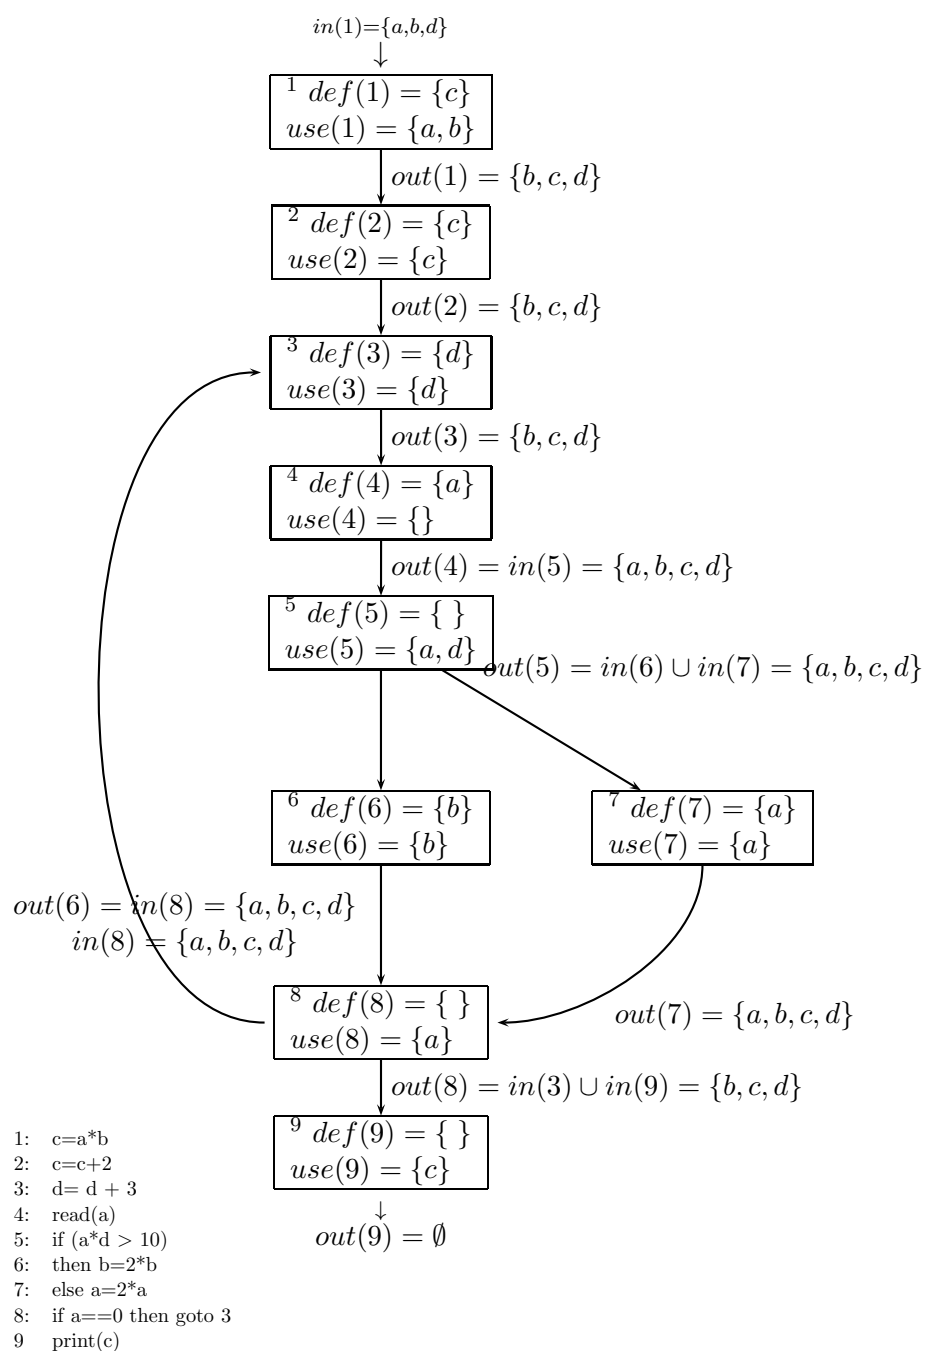 in(1)={a,b,d}
↓
1 def(1) = {c}
use(1) = {a, b}
out(1) = {b, c, d}
2 def(2) = {c}
use(2) = {c}
out(2) = {b, c, d}
3 def(3) = {d}
use(3) = {d}
out(3) = {b, c, d}
4 def(4) = {a}
use(4) = {}
out(4) = in(5) = {a, b, c, d}
5 def(5) = { }
use(5) = {a, d}
out(5) = in(6) ∪ in(7) = {a, b, c, d}
6 def(6) = {b}
use(6) = {b}
7 def(7) = {a}
use(7) = {a}
out(6) = in(8) = {a, b, c, d}
in(8) = {a, b, c, d}
8 def(8) = { }
use(8) = {a}
out(7) = {a, b, c, d}
out(8) = in(3) ∪ in(9) = {b, c, d}
9 def(9) = { }
use(9) = {c}
↓
out(9) = ∅
1: c=a*b
2: c=c+2
3: d= d + 3
4: read(a)
5: if (a*d > 10)
6: then b=2*b
7: else a=2*a
8: if a==0 then goto 3
9 print(c)